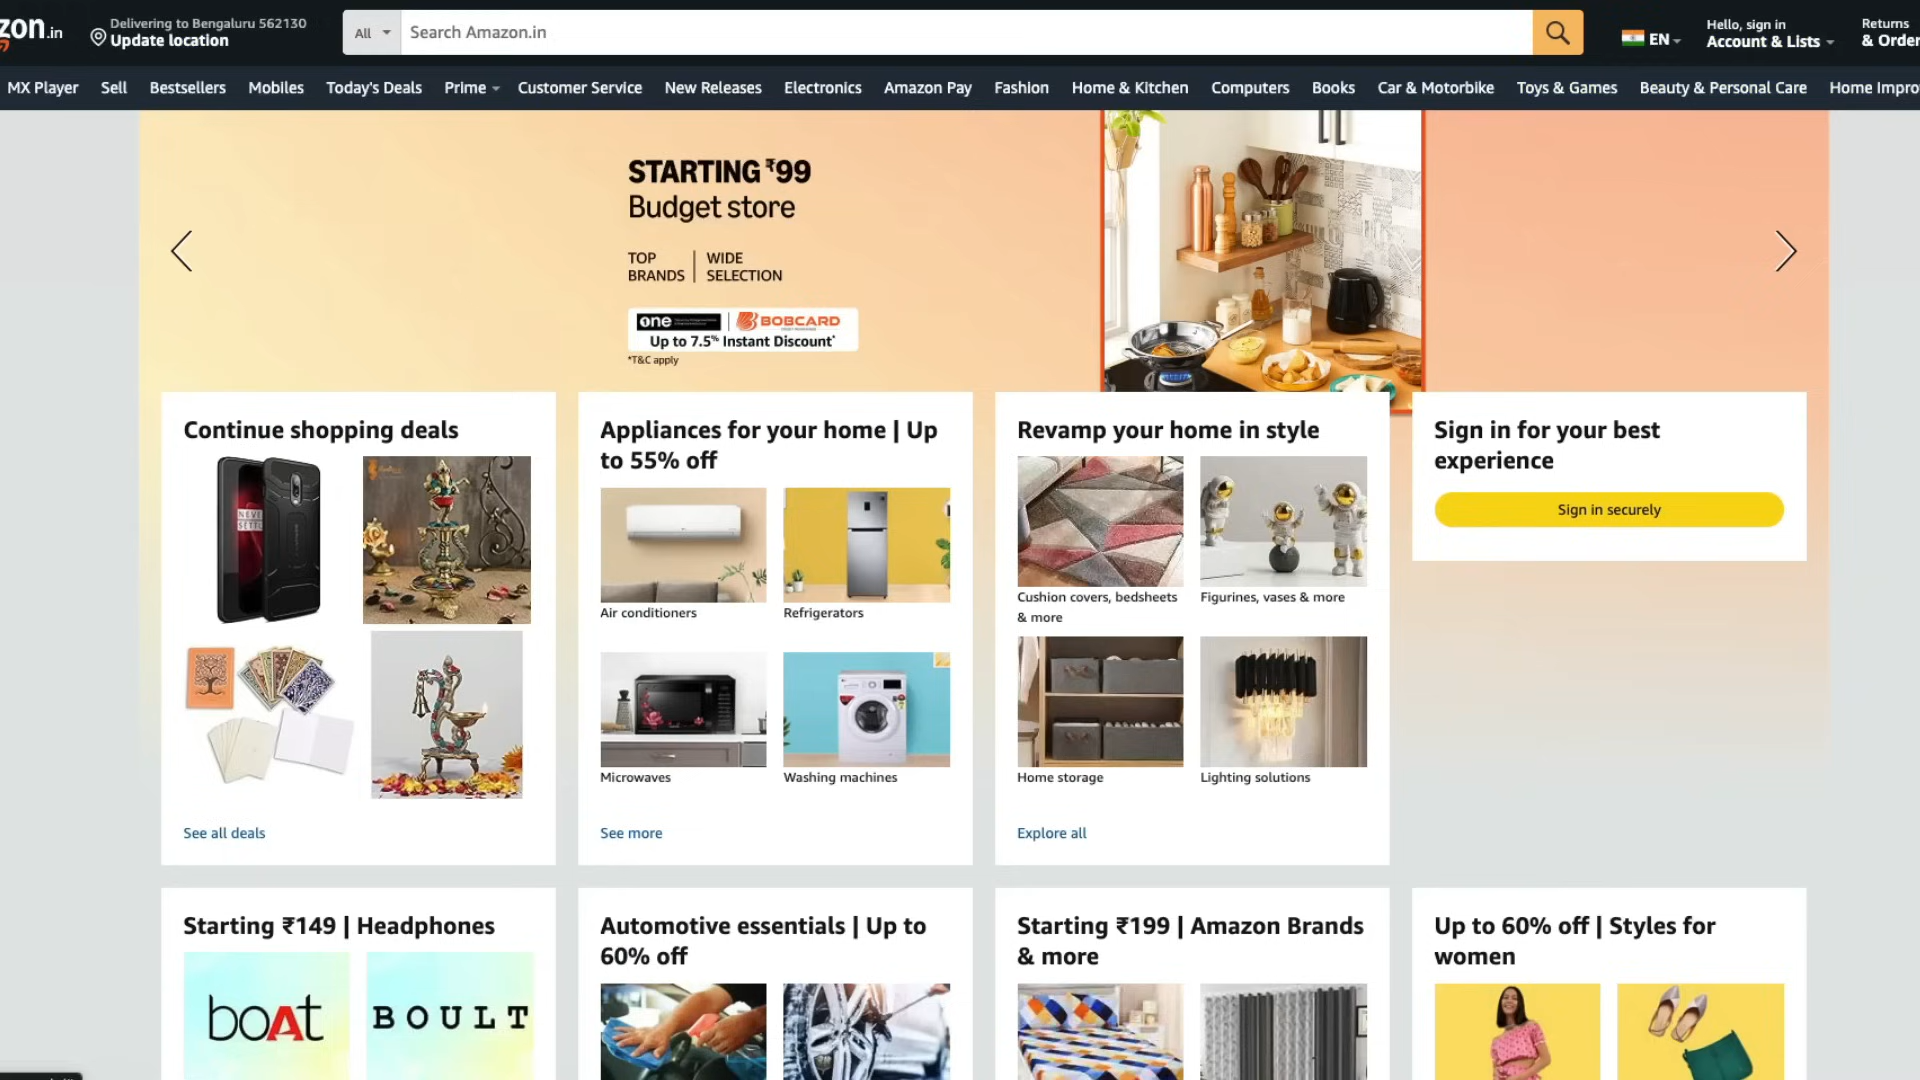 zon.in
Delivering to Bengaluru 562130
Update location
All
Search Amazon.in
EN
Hello, sign in
Account & Lists
Returns
& Order
MX Player
Sell
Bestsellers
Mobiles
Today's Deals
Prime
Customer Service
New Releases
Electronics
Amazon Pay
Fashion
Home & Kitchen
Computers
Books
Car & Motorbike
Toys & Games
Beauty & Personal Care
Home Impro
STARTING ₹99
Budget store
TOP BRANDS | WIDE SELECTION
one | BOBCARD
Up to 7.5% Instant Discount*
*T&C apply
Continue shopping deals
NEVER
SETT
See all deals
Appliances for your home | Up
to 55% off
Air conditioners
Refrigerators
Microwaves
Washing machines
See more
Revamp your home in style
Cushion covers, bedsheets
& more
Figurines, vases & more
Home storage
Lighting solutions
Explore all
Sign in for your best
experience
Sign in securely
Starting ₹149 | Headphones
boAt
BOULT
Automotive essentials | Up to
60% off
Starting ₹199 | Amazon Brands
& more
Up to 60% off | Styles for
women